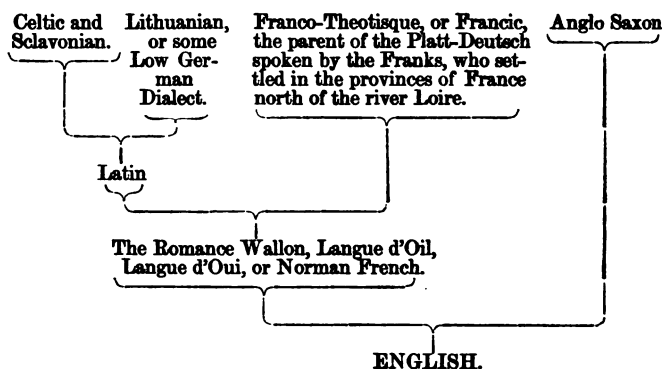 Celtic and
Sclavonian.
Lithuanian,
or some
Low Ger-
man
Dialect.
Franco-Theotisque, or Francic,
the parent of the Platt-Deutsch
spoken by the Franks, who set-
tled in the provinces of France
north of the river Loire.
Anglo Saxon
Latin
The Romance Wallon, Langue d'Oil,
Langue d'Oui, or Norman French.
ENGLISH.